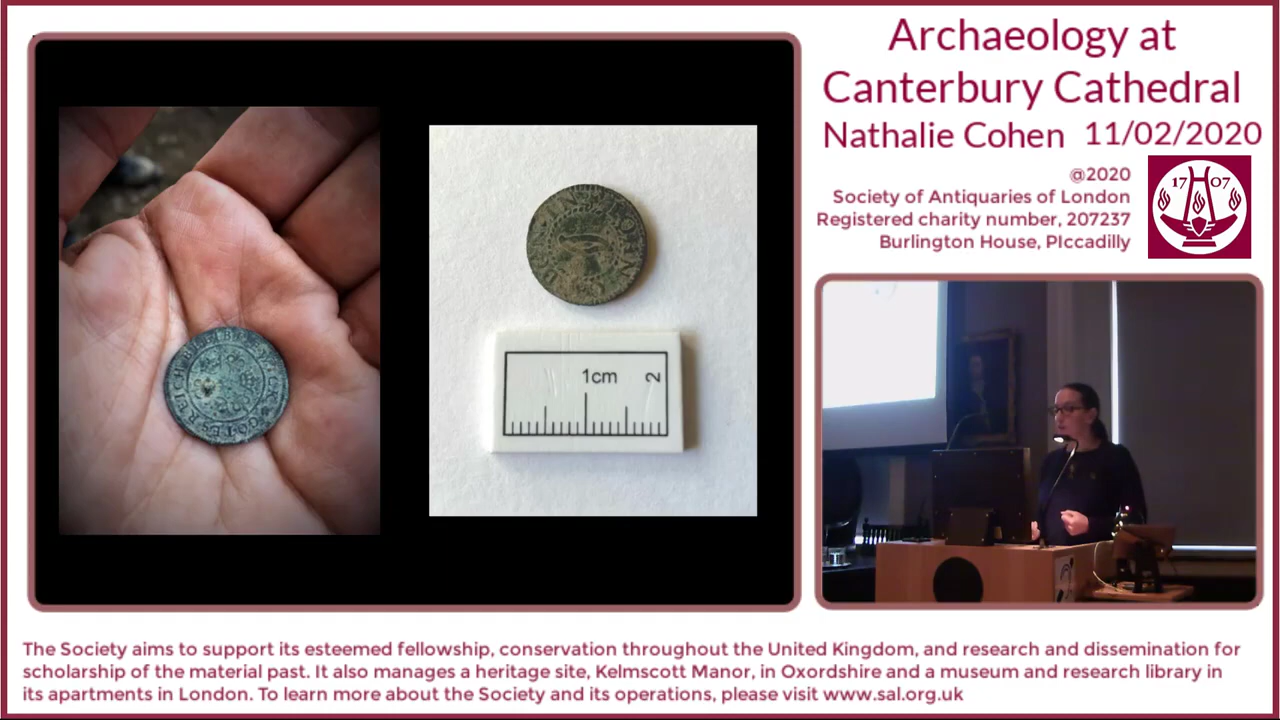 Archaeology at
Canterbury Cathedral
Nathalie Cohen 11/02/2020
@2020
Society of Antiquaries of London
Registered charity number, 207237
Burlington House, PIccadilly
17 07
1cm 2
The Society aims to support its esteemed fellowship, conservation throughout the United Kingdom, and research and dissemination for
scholarship of the material past. It also manages a heritage site, Kelmscott Manor, in Oxordshire and a museum and research library in
its apartments in London. To learn more about the Society and its operations, please visit www.sal.org.uk